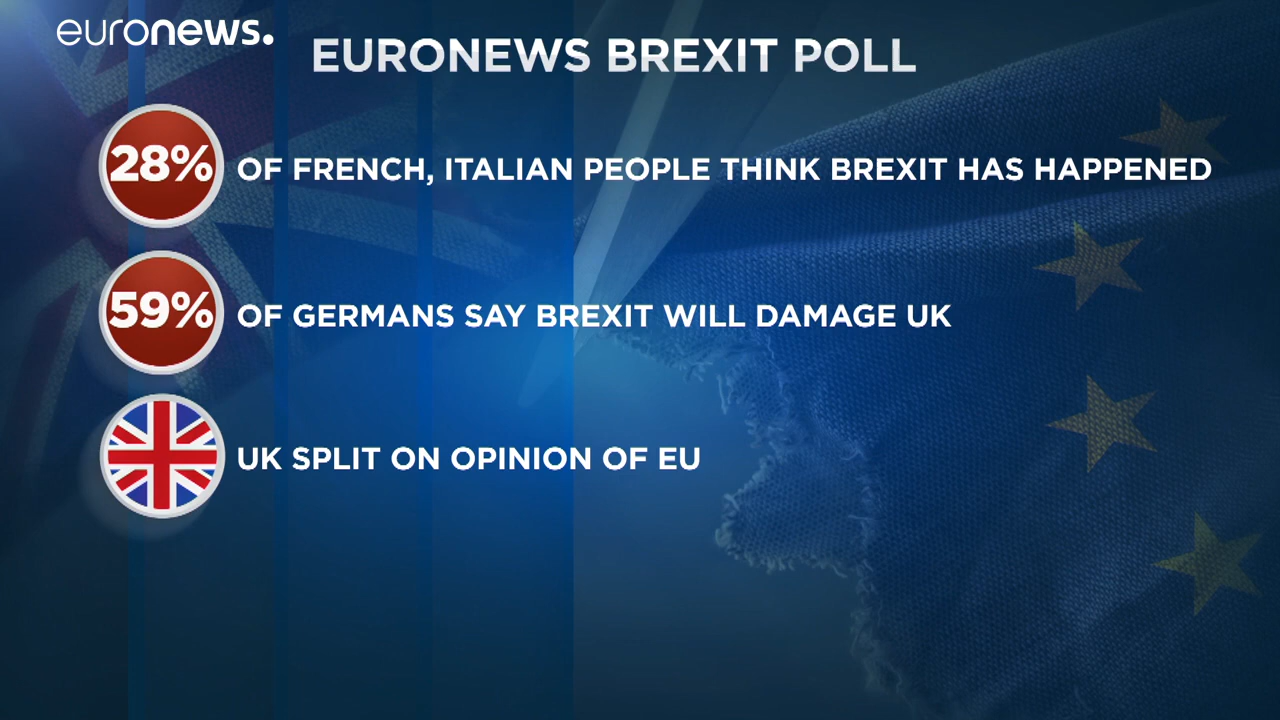 euronews.
EURONEWS BREXIT POLL
28% OF FRENCH, ITALIAN PEOPLE THINK BREXIT HAS HAPPENED
59% OF GERMANS SAY BREXIT WILL DAMAGE UK
UK SPLIT ON OPINION OF EU